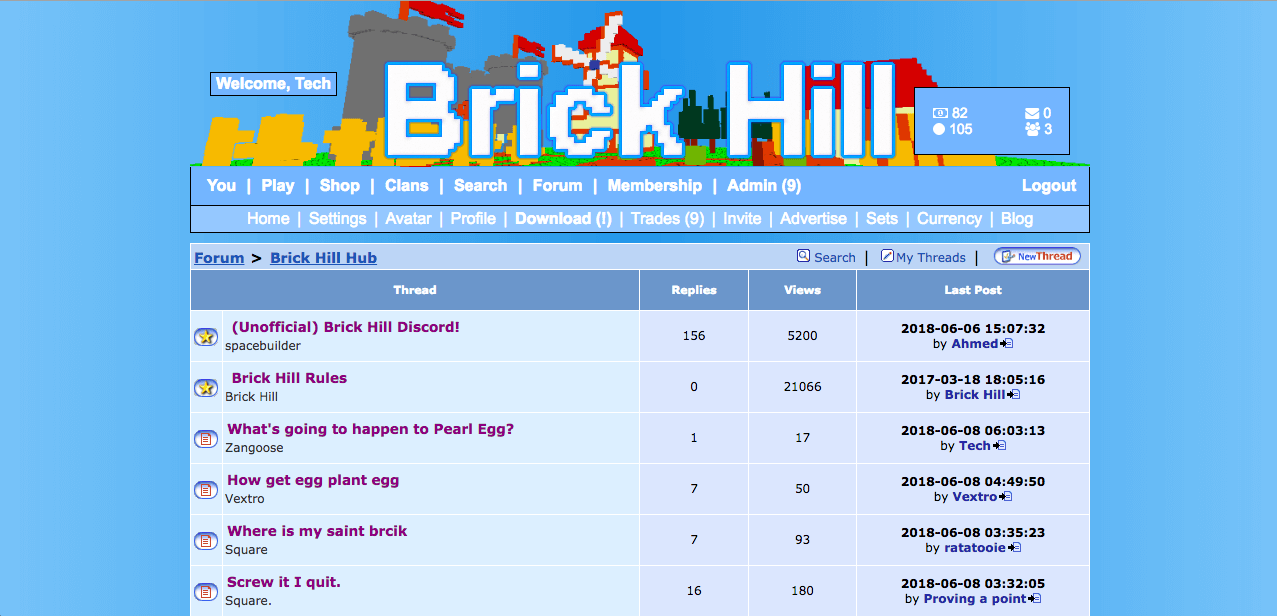 Brick Hill
Welcome, Tech
82
0
105
3
You | Play | Shop | Clans | Search | Forum | Membership | Admin (9)
Logout
Home | Settings | Avatar | Profile | Download (!) | Trades (9) | Invite | Advertise | Sets | Currency | Blog
Forum > Brick Hill Hub
Search | My Threads | NewThread
Thread
Replies
Views
Last Post
(Unofficial) Brick Hill Discord!
spacebuilder
156
5200
2018-06-06 15:07:32
by Ahmed
Brick Hill Rules
Brick Hill
0
21066
2017-03-18 18:05:16
by Brick Hill
What's going to happen to Pearl Egg?
Zangoose
1
17
2018-06-08 06:03:13
by Tech
How get egg plant egg
Vextro
7
50
2018-06-08 04:49:50
by Vextro
Where is my saint brcik
Square
7
93
2018-06-08 03:35:23
by ratatooie
Screw it I quit.
Square.
16
180
2018-06-08 03:32:05
by Proving a point